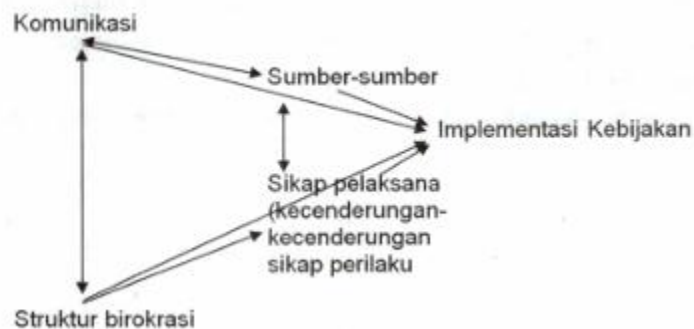 Komunikasi
Sumber-sumber
Implementasi Kebijakan
Sikap pelaksana
(kecenderungan-
kecenderungan
sikap perilaku
Struktur birokrasi